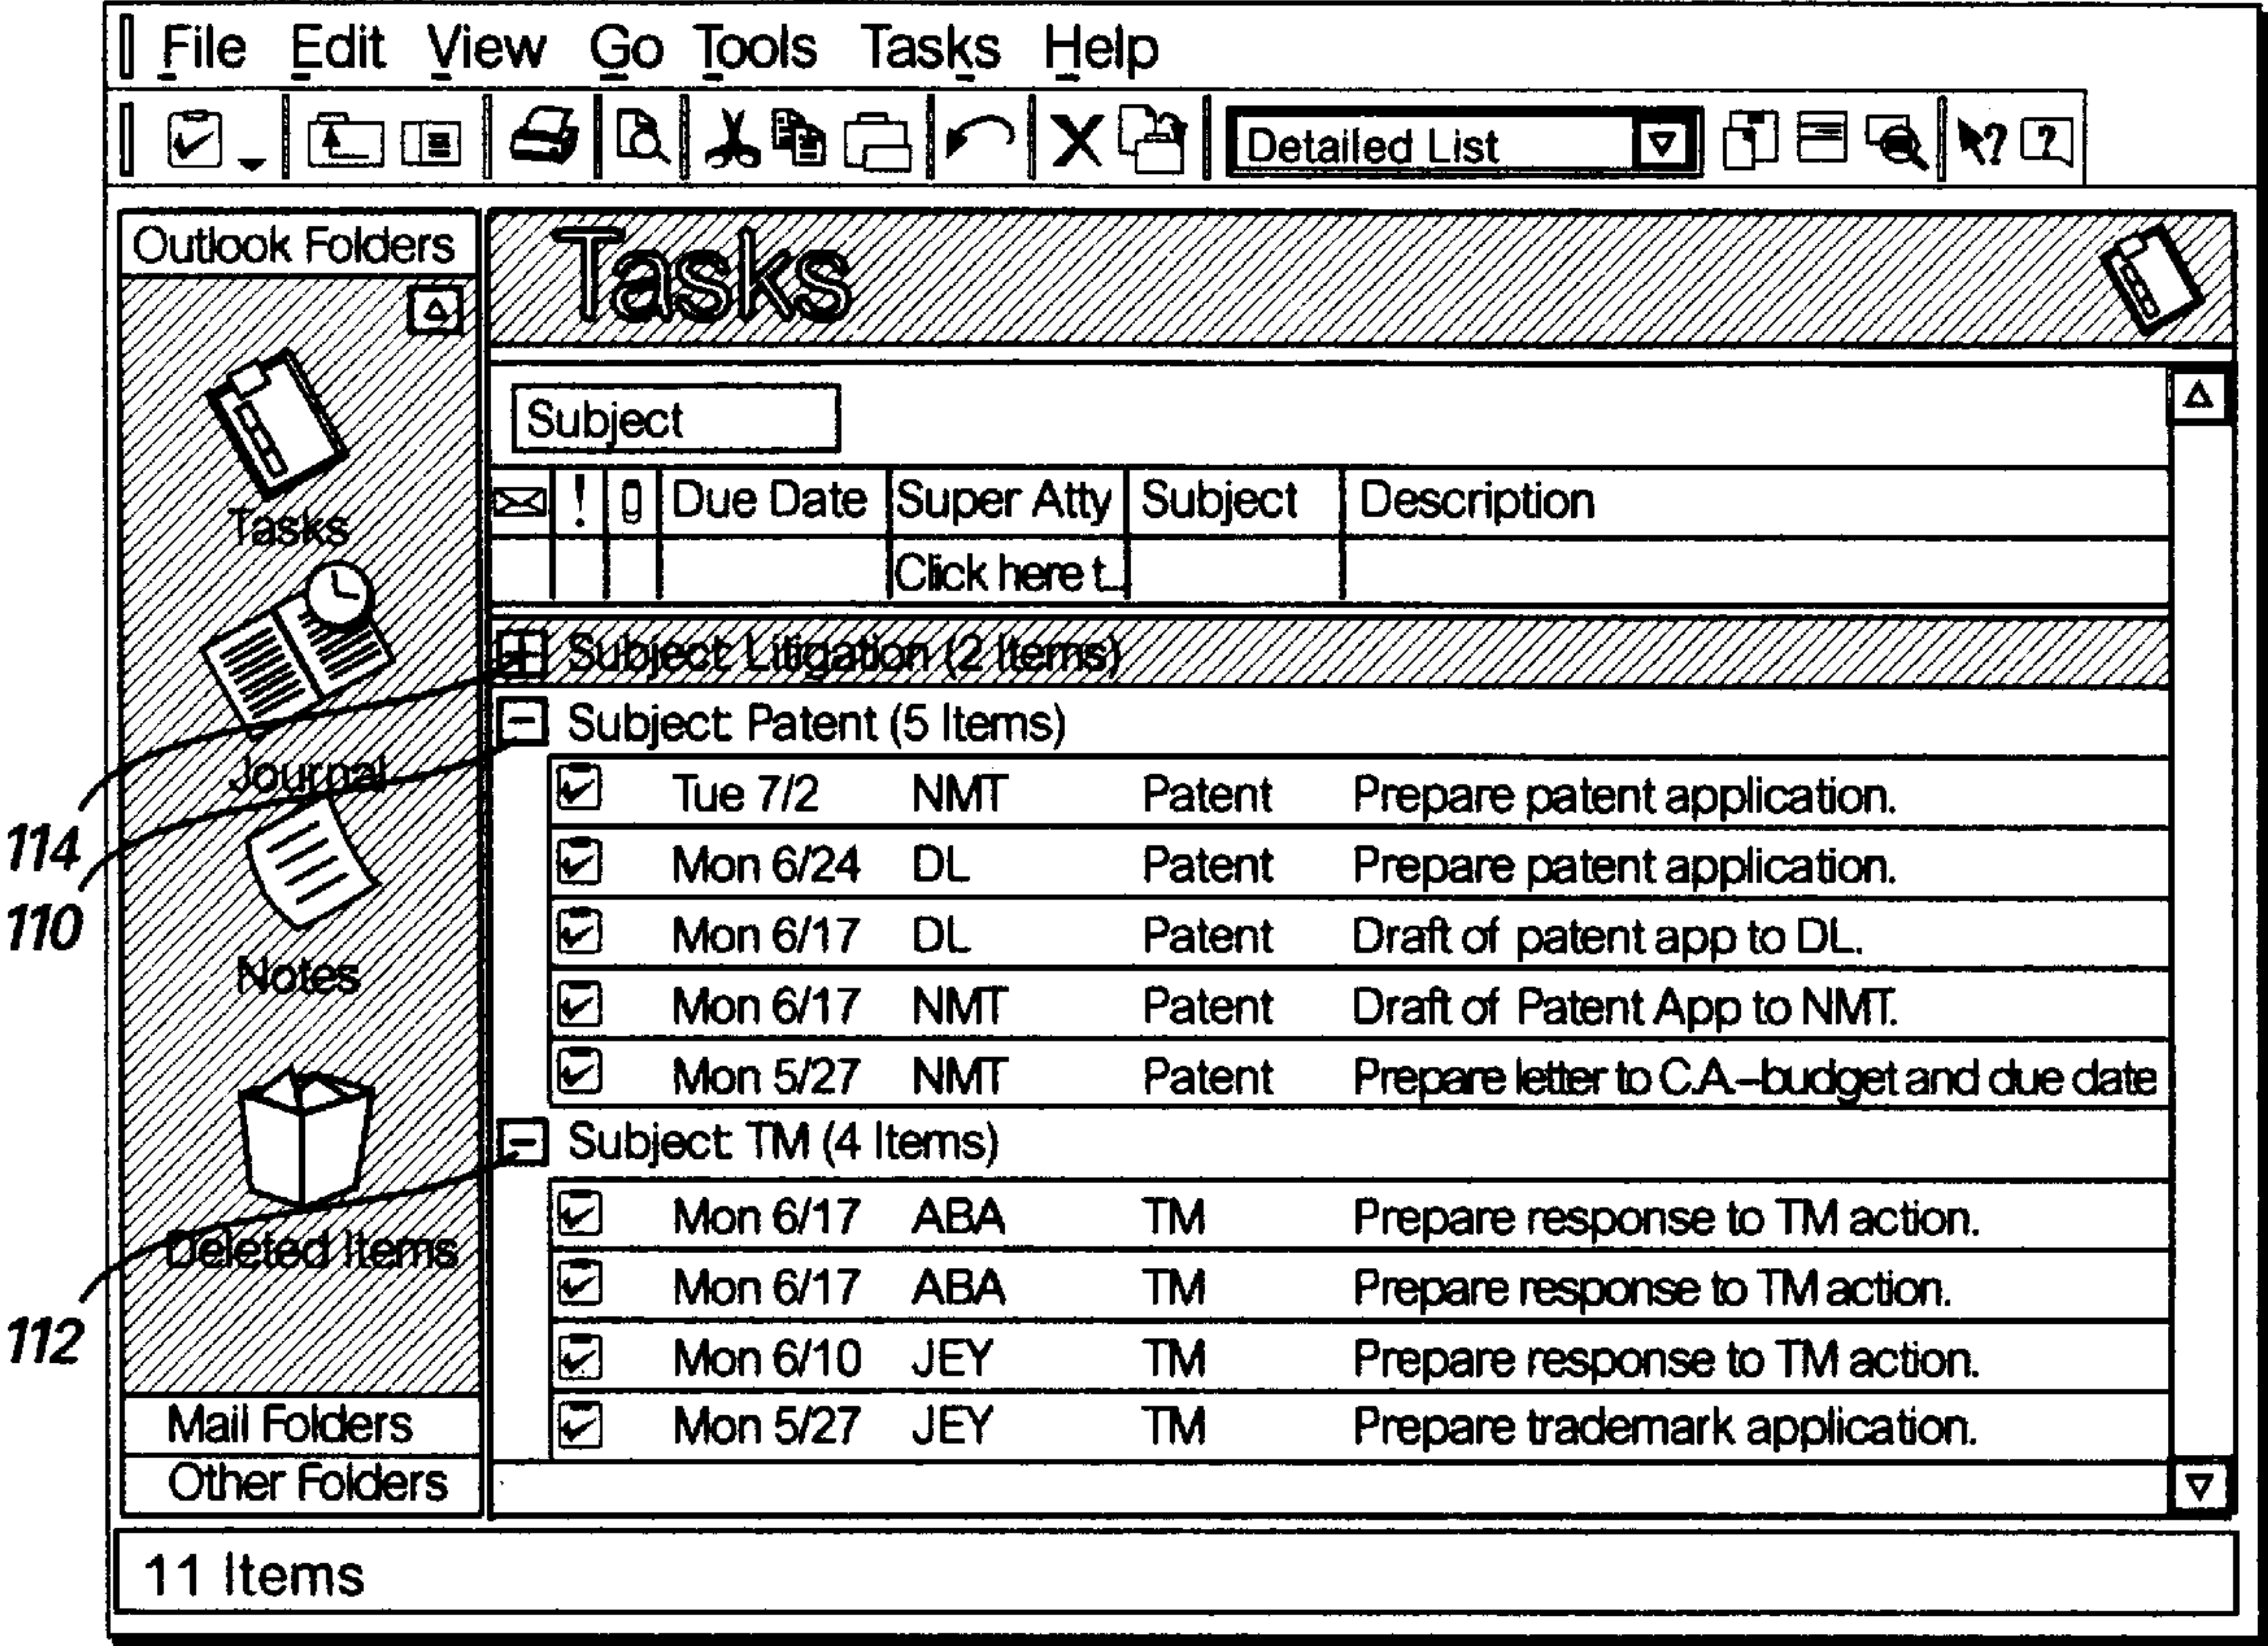 File Edit View Go Tools Tasks Help
Detailed List
Outlook Folders
Tasks
Tasks
Journal
Notes
Deleted Items
Mail Folders
Other Folders
Subject
! Due Date Super Atty Subject Description
Click here t...
Subject: Litigation (2 Items)
Subject: Patent (5 Items)
Tue 7/2 NMT Patent Prepare patent application.
Mon 6/24 DL Patent Prepare patent application.
Mon 6/17 DL Patent Draft of patent app to DL.
Mon 6/17 NMT Patent Draft of Patent App to NMT.
Mon 5/27 NMT Patent Prepare letter to C.A.–budget and due date
Subject: TM (4 Items)
Mon 6/17 ABA TM Prepare response to TM action.
Mon 6/17 ABA TM Prepare response to TM action.
Mon 6/10 JEY TM Prepare response to TM action.
Mon 5/27 JEY TM Prepare trademark application.
11 Items
114
110
112